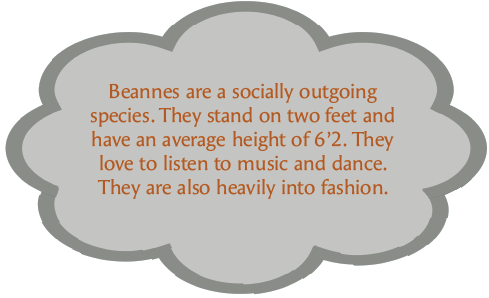 Beannes are a socially outgoing
species. They stand on two feet and
have an average height of 6’2. They
love to listen to music and dance.
They are also heavily into fashion.